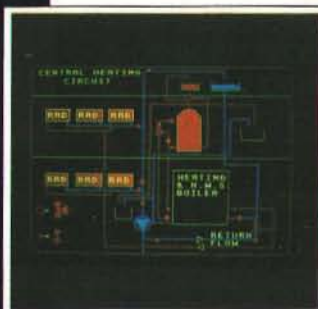 CENTRAL HEATING
CIRCUIT
RAD RAD RAD
RAD RAD RAD
HEATING
& H.W.S
BOILER
RETURN
FLOW